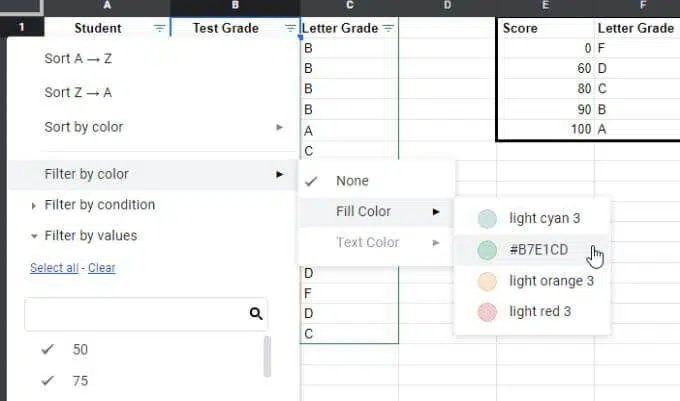 A B C D E F
1 Student Test Grade Letter Grade Score Letter Grade
B 0 F
Sort A → Z B 60 D
B 80 C
Sort Z → A B 90 B
Sort by color ► A 100 A
C
Filter by color ► ✓ None
Filter by condition Fill Color ► light cyan 3
Filter by values Text Color ► #B7E1CD
Select all - Clear D light orange 3
F light red 3
D
C
50
75